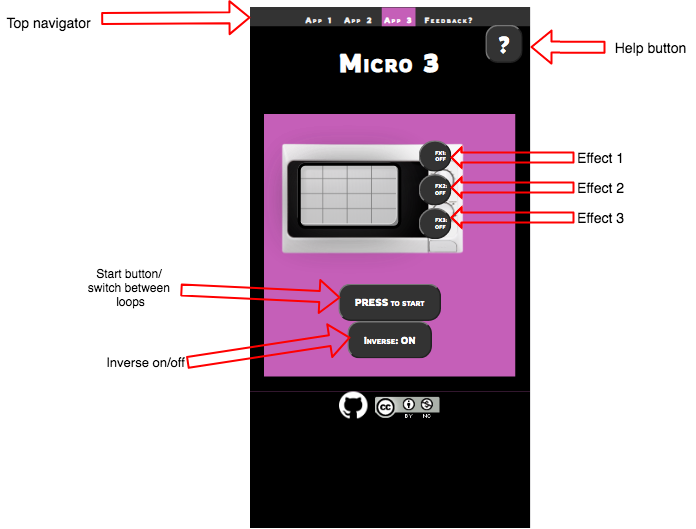 Top navigator
App 1 App 2 App 3 Feedback?
?
Help button
Micro 3
FX1:
OFF
Effect 1
FX2:
OFF
Effect 2
FX3:
OFF
Effect 3
Start button/
switch between
loops
PRESS to start
Inverse: ON
Inverse on/off
cc
BY NC